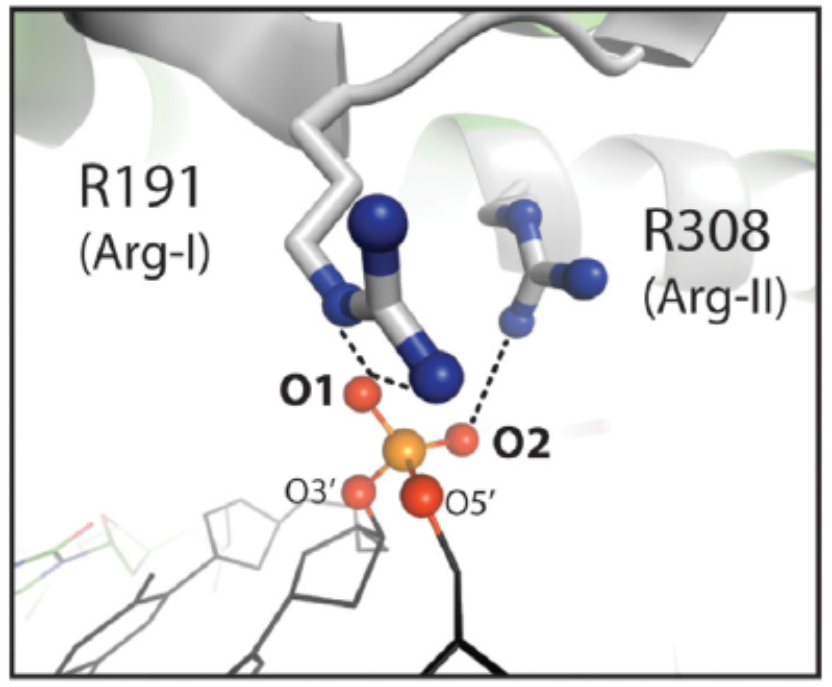 R191
(Arg-I)
R308
(Arg-II)
O1
O2
O3′
O5′